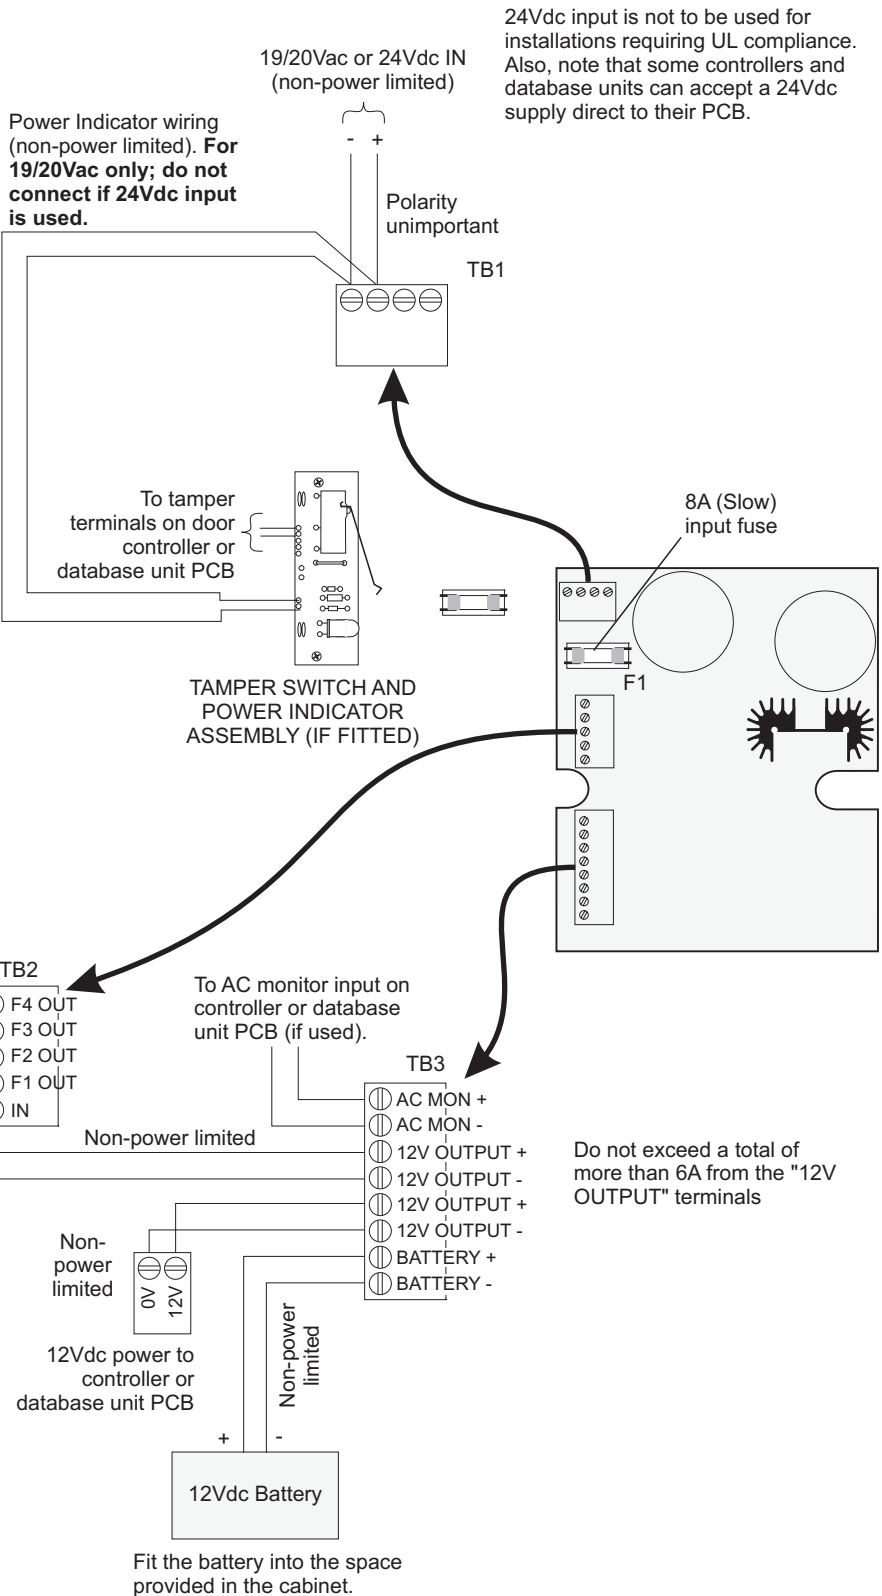 24Vdc input is not to be used for
installations requiring UL compliance.
Also, note that some controllers and
database units can accept a 24Vdc
supply direct to their PCB.
19/20Vac or 24Vdc IN
(non-power limited)
- +
Power Indicator wiring
(non-power limited). For
19/20Vac only; do not
connect if 24Vdc input
is used.
Polarity
unimportant
TB1
To tamper
terminals on door
controller or
database unit PCB
8A (Slow)
input fuse
F1
TAMPER SWITCH AND
POWER INDICATOR
ASSEMBLY (IF FITTED)
TB2
F4 OUT
F3 OUT
F2 OUT
F1 OUT
IN
To AC monitor input on
controller or database
unit PCB (if used).
TB3
AC MON +
AC MON -
12V OUTPUT +
12V OUTPUT -
12V OUTPUT +
12V OUTPUT -
BATTERY +
BATTERY -
Non-power limited
Do not exceed a total of
more than 6A from the "12V
OUTPUT" terminals
Non-
power
limited
0V
12V
12Vdc power to
controller or
database unit PCB
Non-power
limited
+ -
12Vdc Battery
Fit the battery into the space
provided in the cabinet.